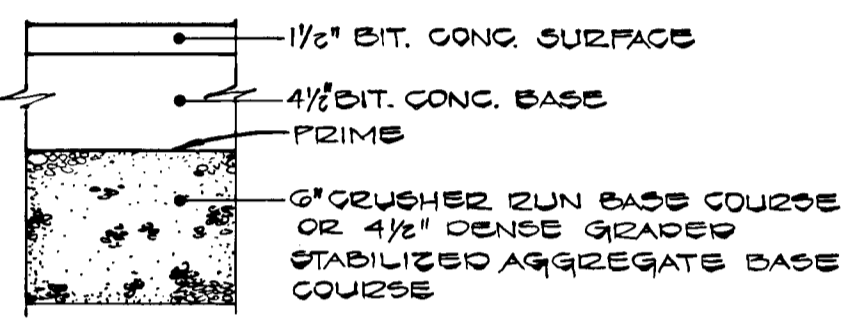 1½" BIT. CONC. SURFACE
4½" BIT. CONC. BASE
PRIME
6" CRUSHER RUN BASE COURSE
OR 4½" DENSE GRADED
STABILIZED AGGREGATE BASE
COURSE